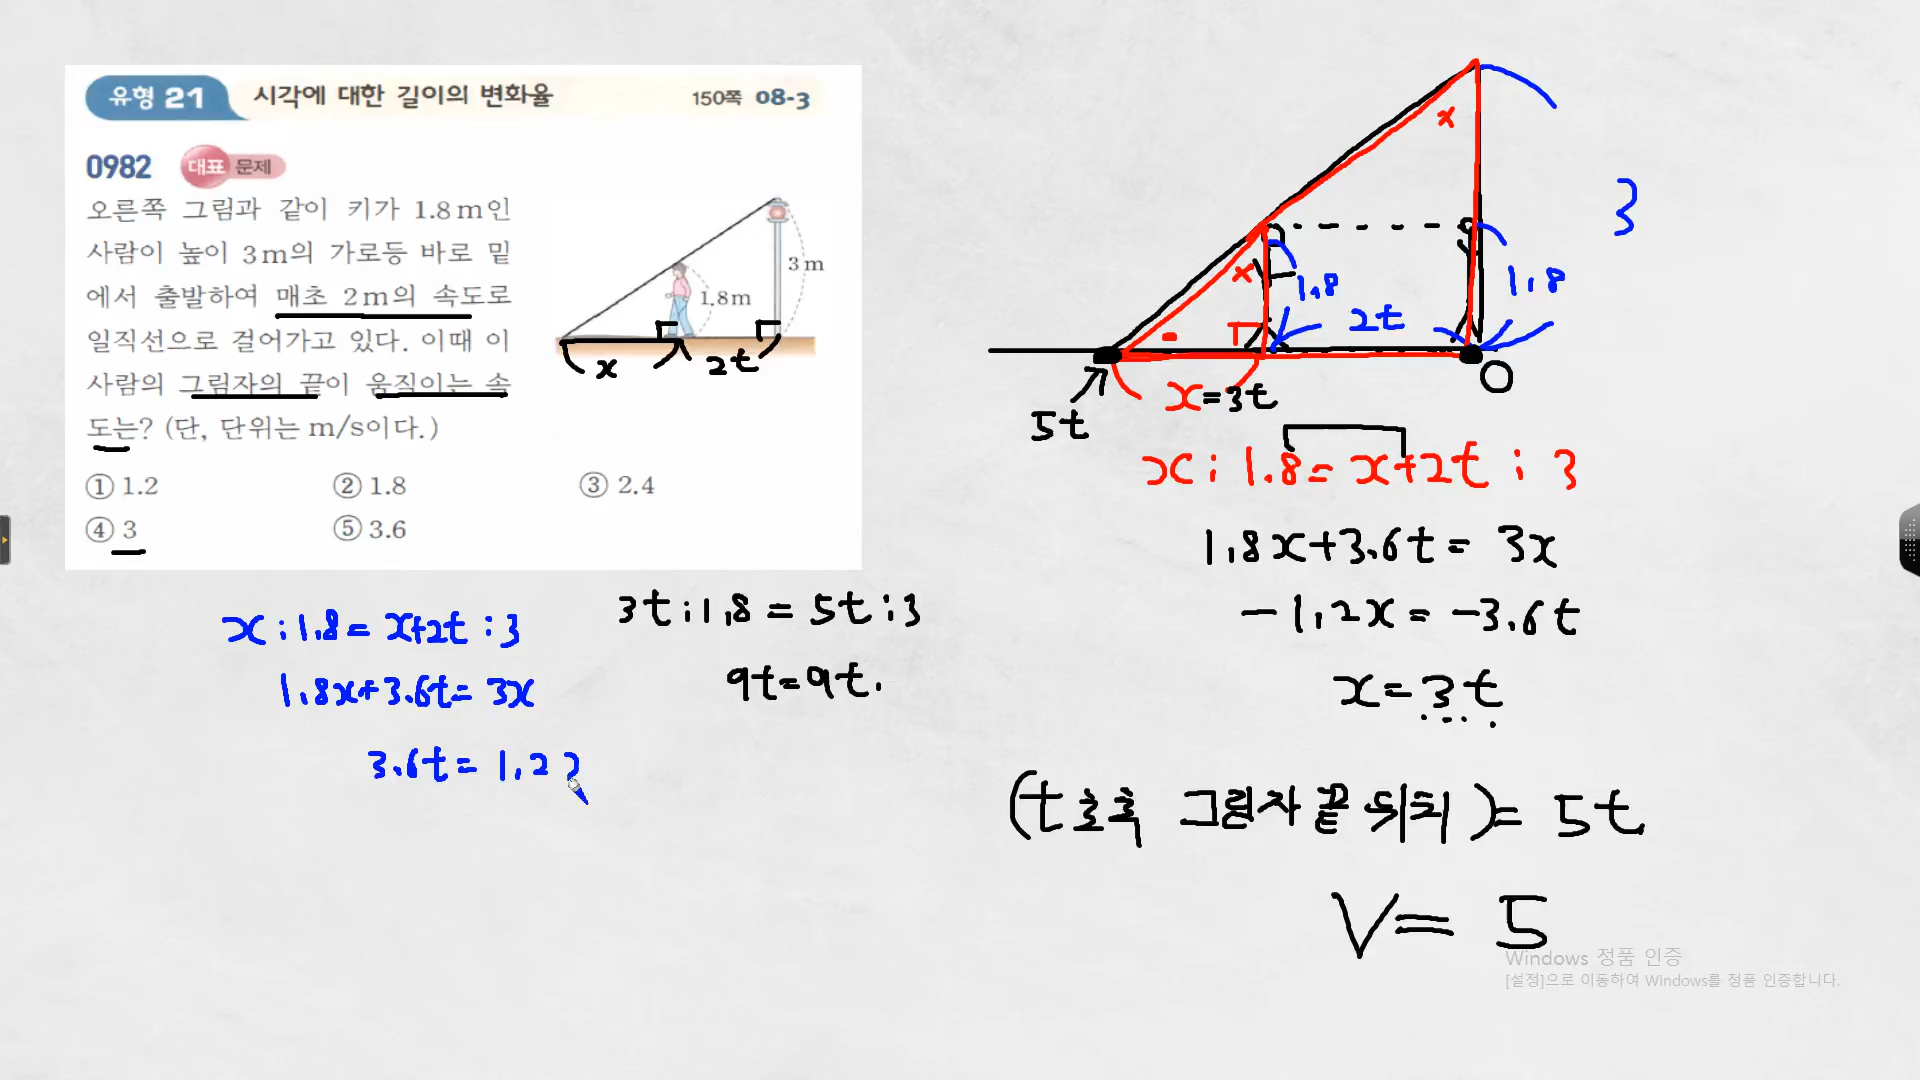 유형 21 시각에 대한 길이의 변화율 150쪽 08-3
0982 대표 문제
오른쪽 그림과 같이 키가 1.8m인
사람이 높이 3m의 가로등 바로 밑
에서 출발하여 매초 2m의 속도로
일직선으로 걸어가고 있다. 이때 이
사람의 그림자의 끝이 움직이는 속
도는? (단, 단위는 m/s이다.)
3m
1.8m
x 2t
① 1.2 ② 1.8 ③ 2.4
④ 3 ⑤ 3.6
x : 1.8 = x+2t : 3
1.8x+3.6t = 3x
3.6t = 1.2
3t : 1.8 = 5t : 3
9t = 9t.
x
3
x
1.8
1.8
2t
O
x = 3t
5t
x : 1.8 = x+2t : 3
1.8x+3.6t = 3x
-1.2x = -3.6t
x = 3t
(t초후 그림자 끝 위치) = 5t
V = 5
Windows 정품 인증
[설정]으로 이동하여 Windows를 정품 인증합니다.